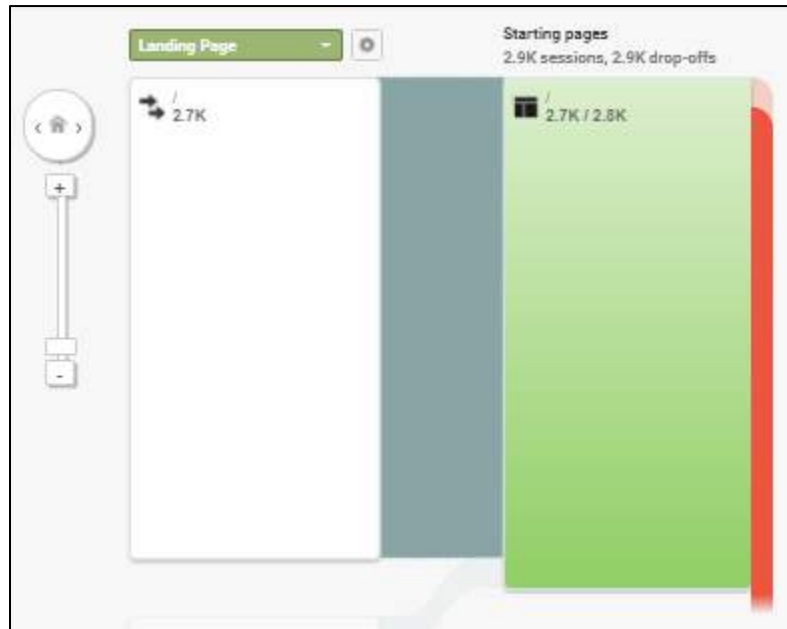 Landing Page
Starting pages
2.9K sessions, 2.9K drop-offs
/
2.7K
/
2.7K / 2.8K
+
-